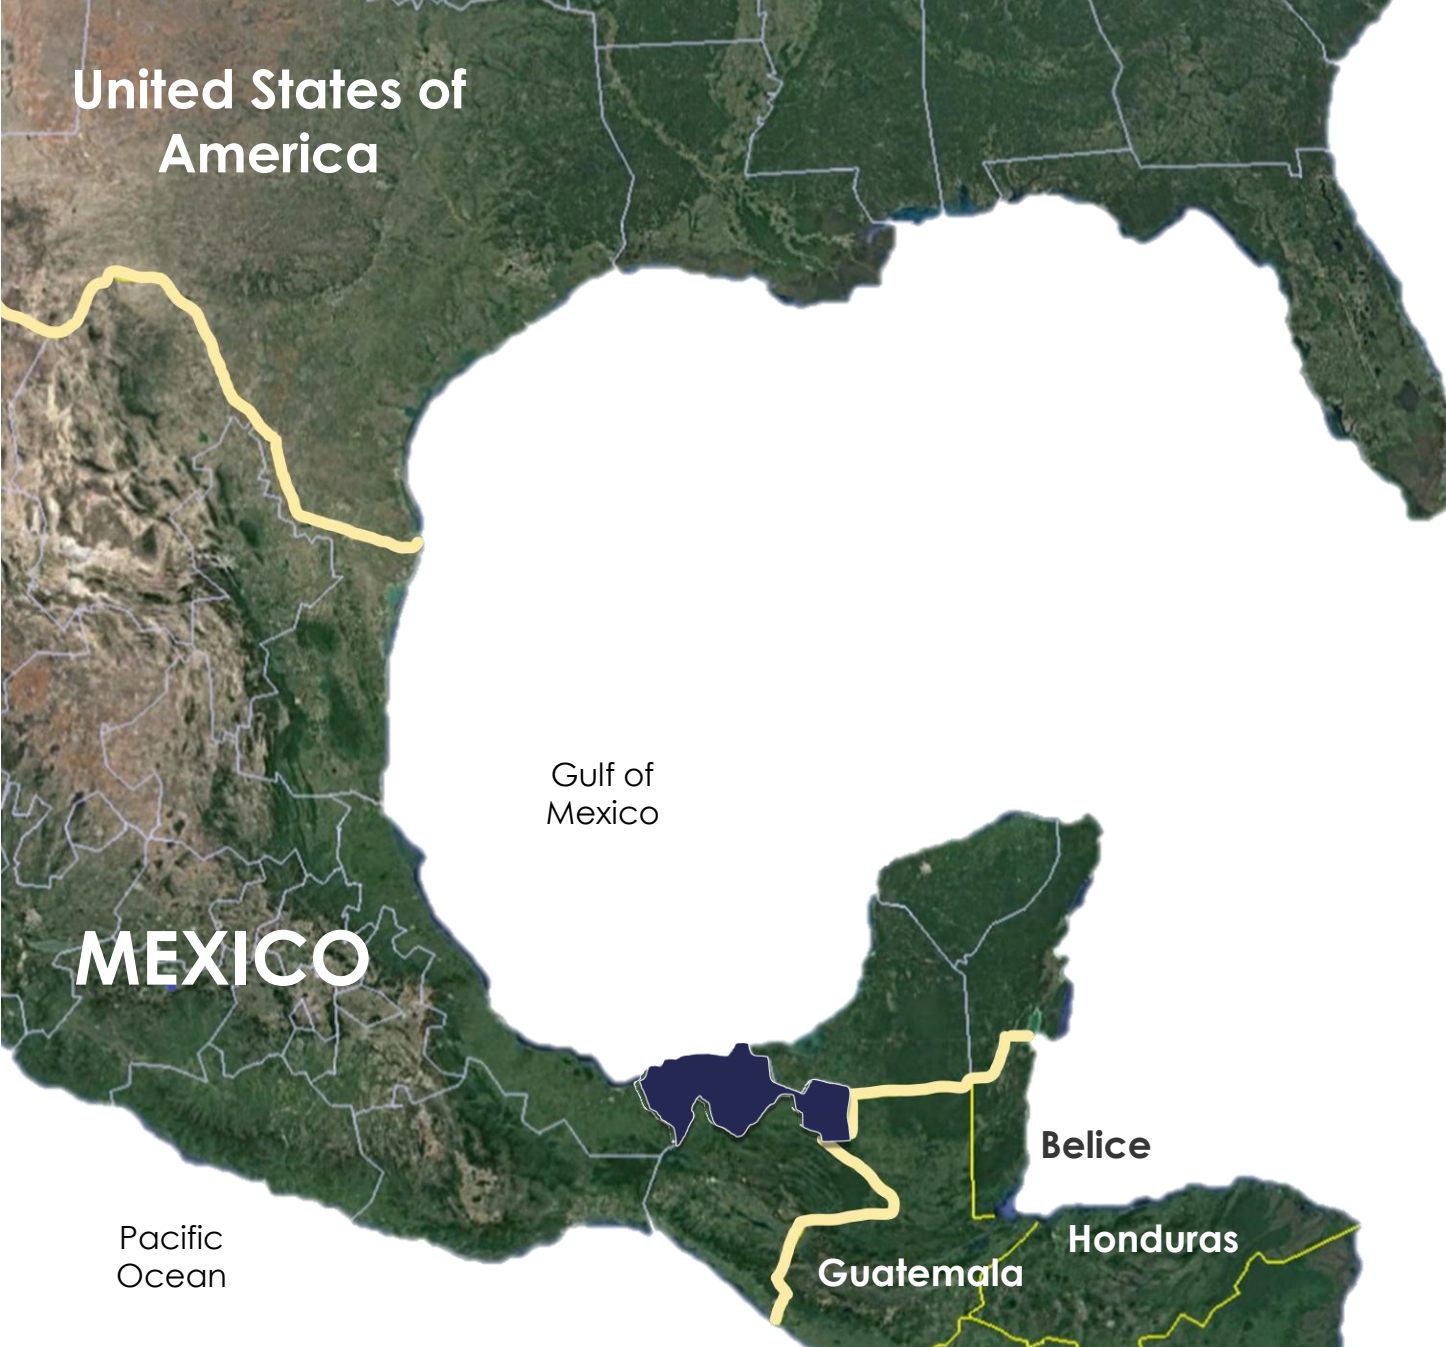 United States of
America
Gulf of
Mexico
MEXICO
Belice
Pacific
Ocean
Honduras
Guatemala